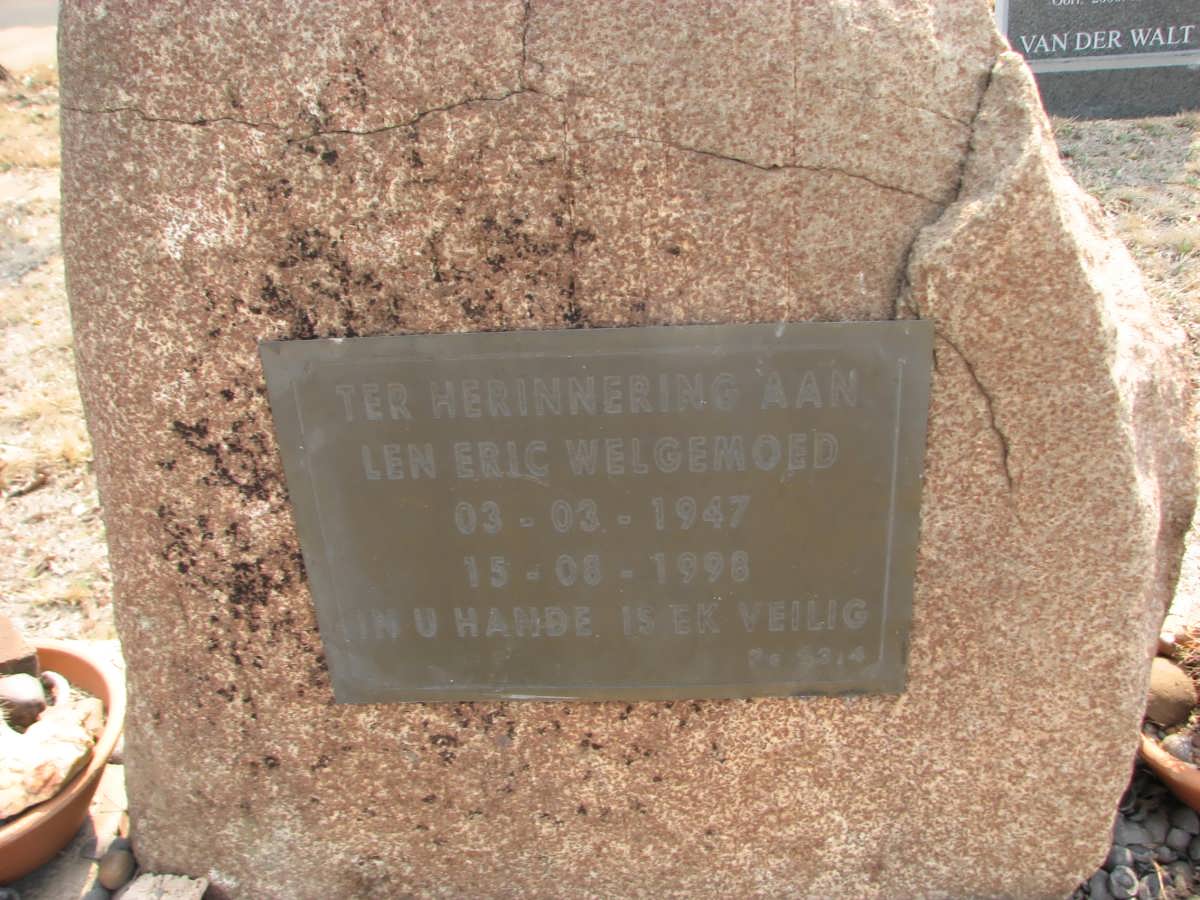 VAN DER WALT
TER HERINNERING AAN
LEN ERIC WELGEMOED
03 - 03 - 1947
15 - 08 - 1998
IN U HANDE IS EK VEILIG